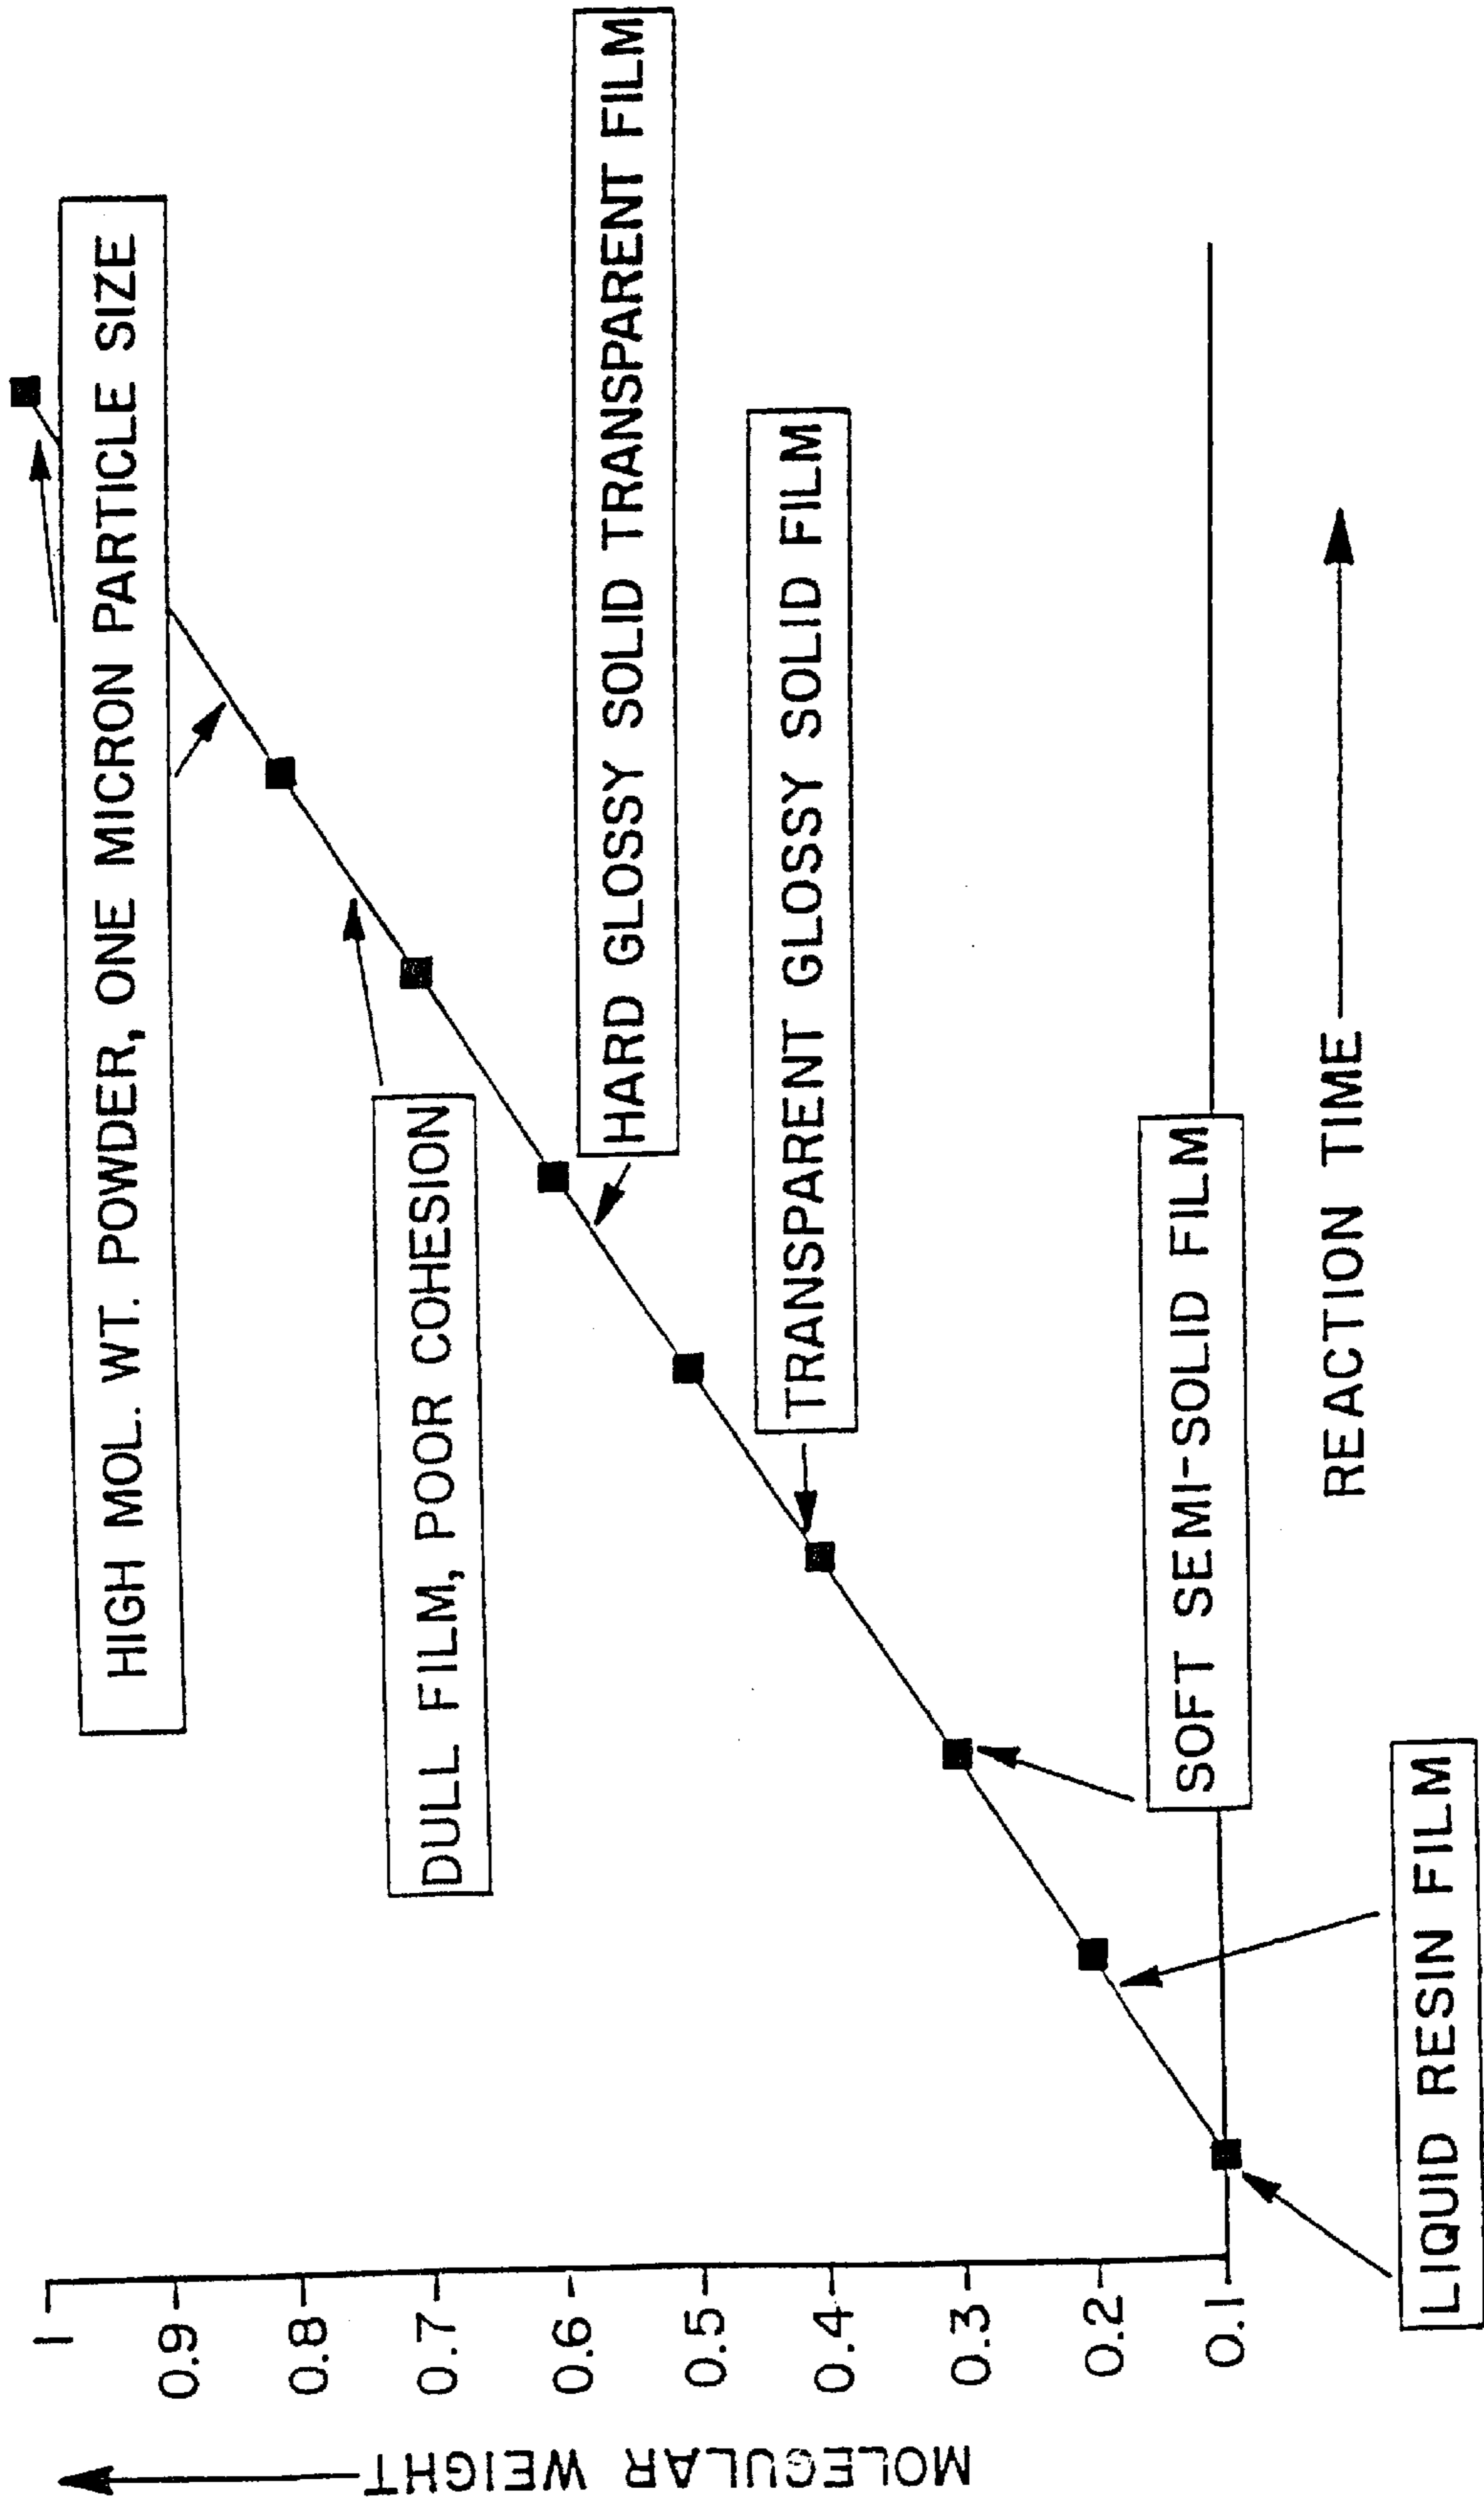 HIGH MOL. WT. POWDER, ONE MICRON PARTICLE SIZE
DULL FILM, POOR COHESION
HARD GLOSSY SOLID TRANSPARENT FILM
TRANSPARENT GLOSSY SOLID FILM
SOFT SEMI-SOLID FILM
LIQUID RESIN FILM
MOLECULAR WEIGHT
1
0.9
0.8
0.7
0.6
0.5
0.4
0.3
0.2
0.1
REACTION TIME